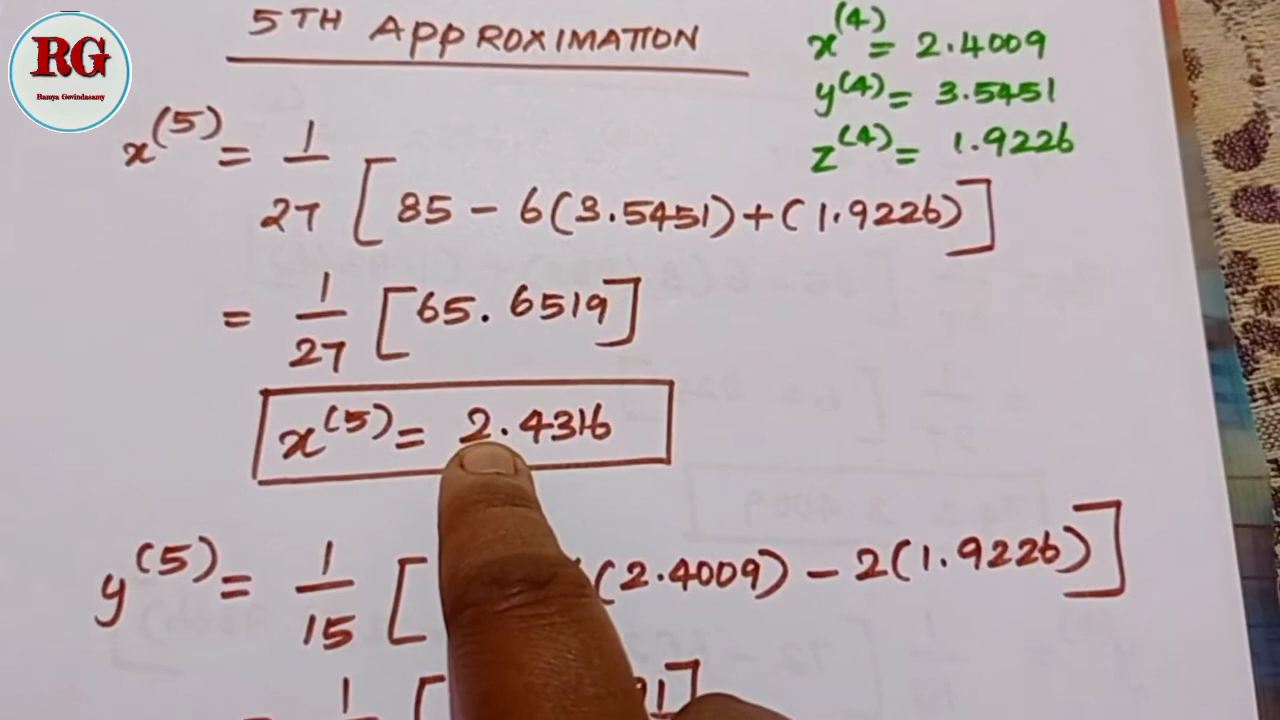 RG
Ramya Govindasamy
5TH APPROXIMATION
x^(4) = 2.4009
y^(4) = 3.5451
z^(4) = 1.9226
x^(5) = 1/27 [85 - 6(3.5451) + (1.9226)]
= 1/27 [65.6519]
x^(5) = 2.4316
y^(5) = 1/15 [ (2.4009) - 2(1.9226)]
= 1 [ ]